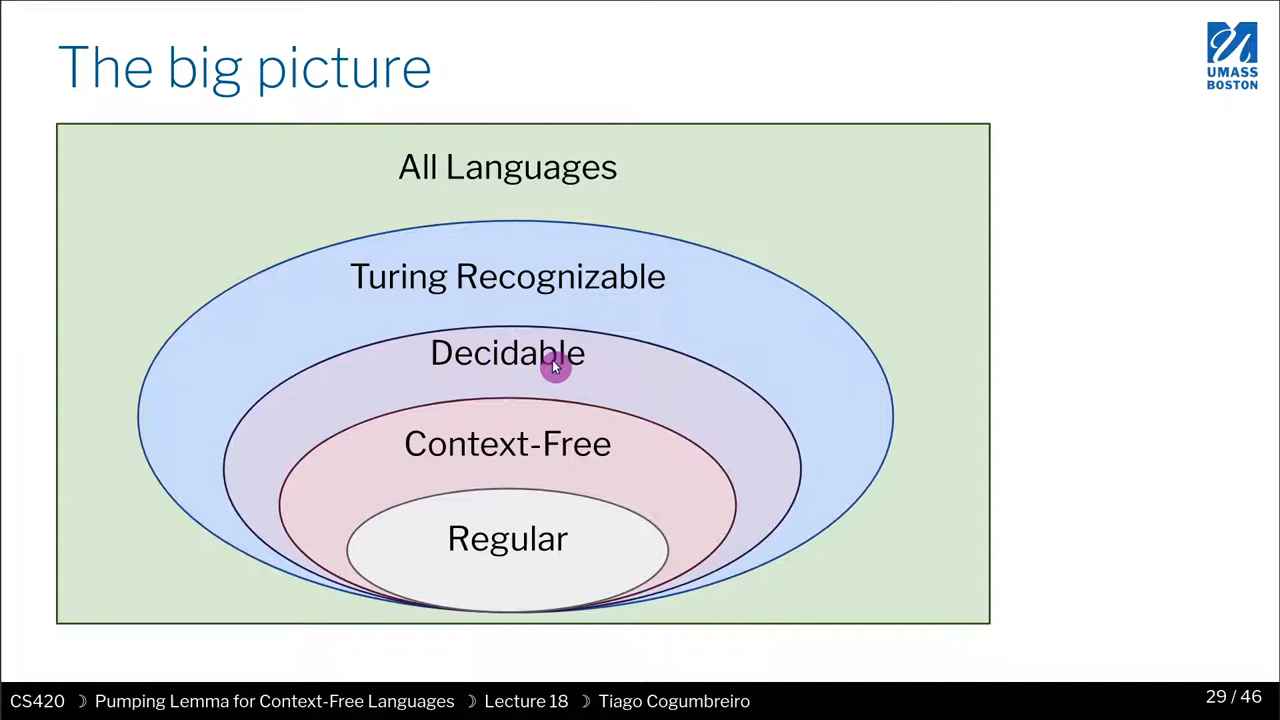 The big picture
UMASS
BOSTON
All Languages
Turing Recognizable
Decidable
Context-Free
Regular
CS420 ☽ Pumping Lemma for Context-Free Languages ☽ Lecture 18 ☽ Tiago Cogumbreiro
29 / 46